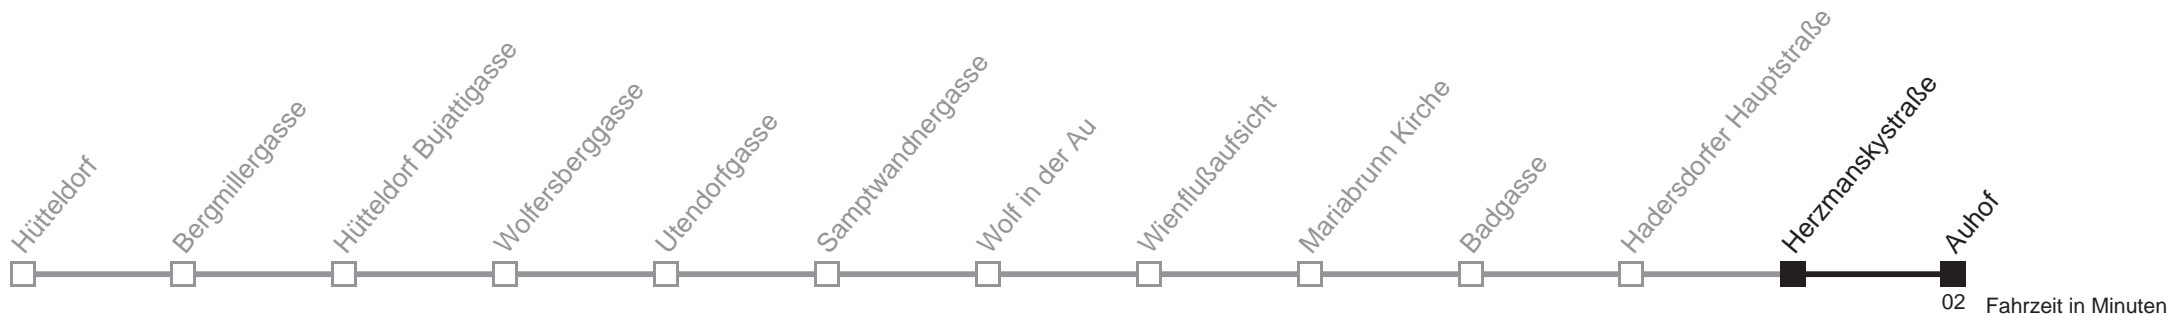 Hütteldorf
Bergmillergasse
Hütteldorf Bujattigasse
Wolfersberggasse
Utendorfgasse
Samptwandnergasse
Wolf in der Au
Wienflußaufsicht
Mariabrunn Kirche
Badgasse
Hadersdorfer Hauptstraße
Herzmanskystraße
Auhof
02
Fahrzeit in Minuten